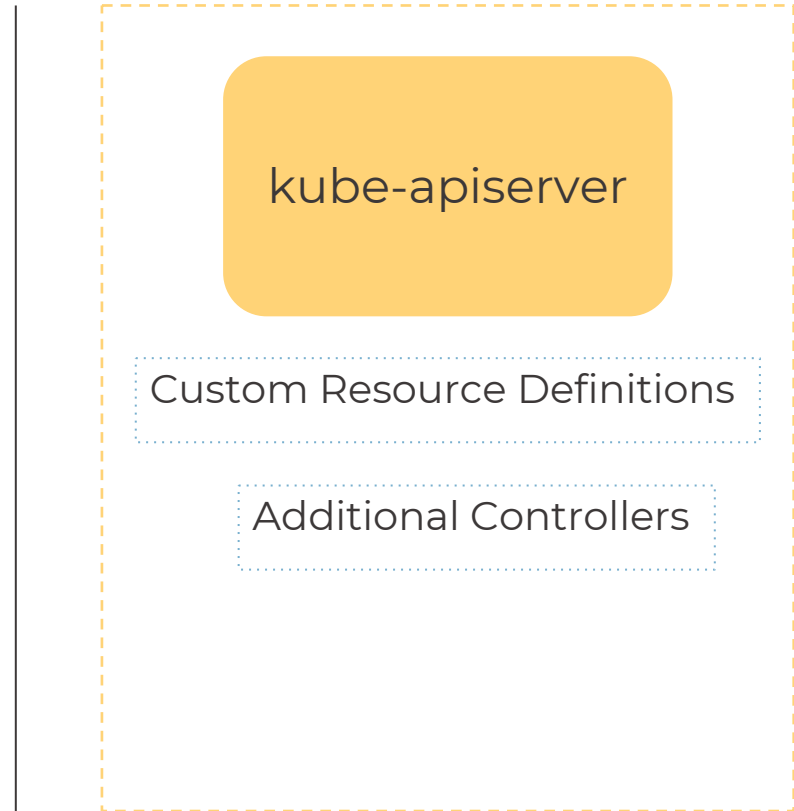 kube-apiserver
Custom Resource Definitions
Additional Controllers